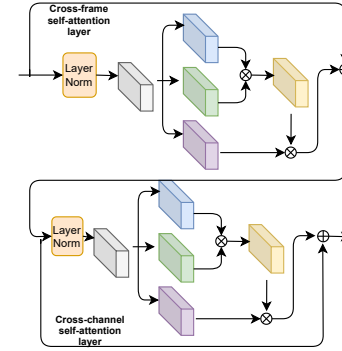 Cross-frame
self-attention
layer
Layer
Norm
Layer
Norm
Cross-channel
self-attention
layer